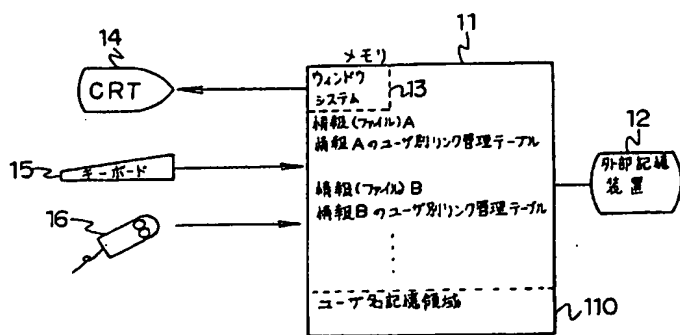 メモリ
11
14
CRT
ウィンドウ
システム
13
情報(ファイル)A
情報Aのユーザ別リンク管理テーブル
12
外部記憶
装置
15
キーボード
情報(ファイル)B
情報Bのユーザ別リンク管理テーブル
16
ユーザ名記憶領域
110